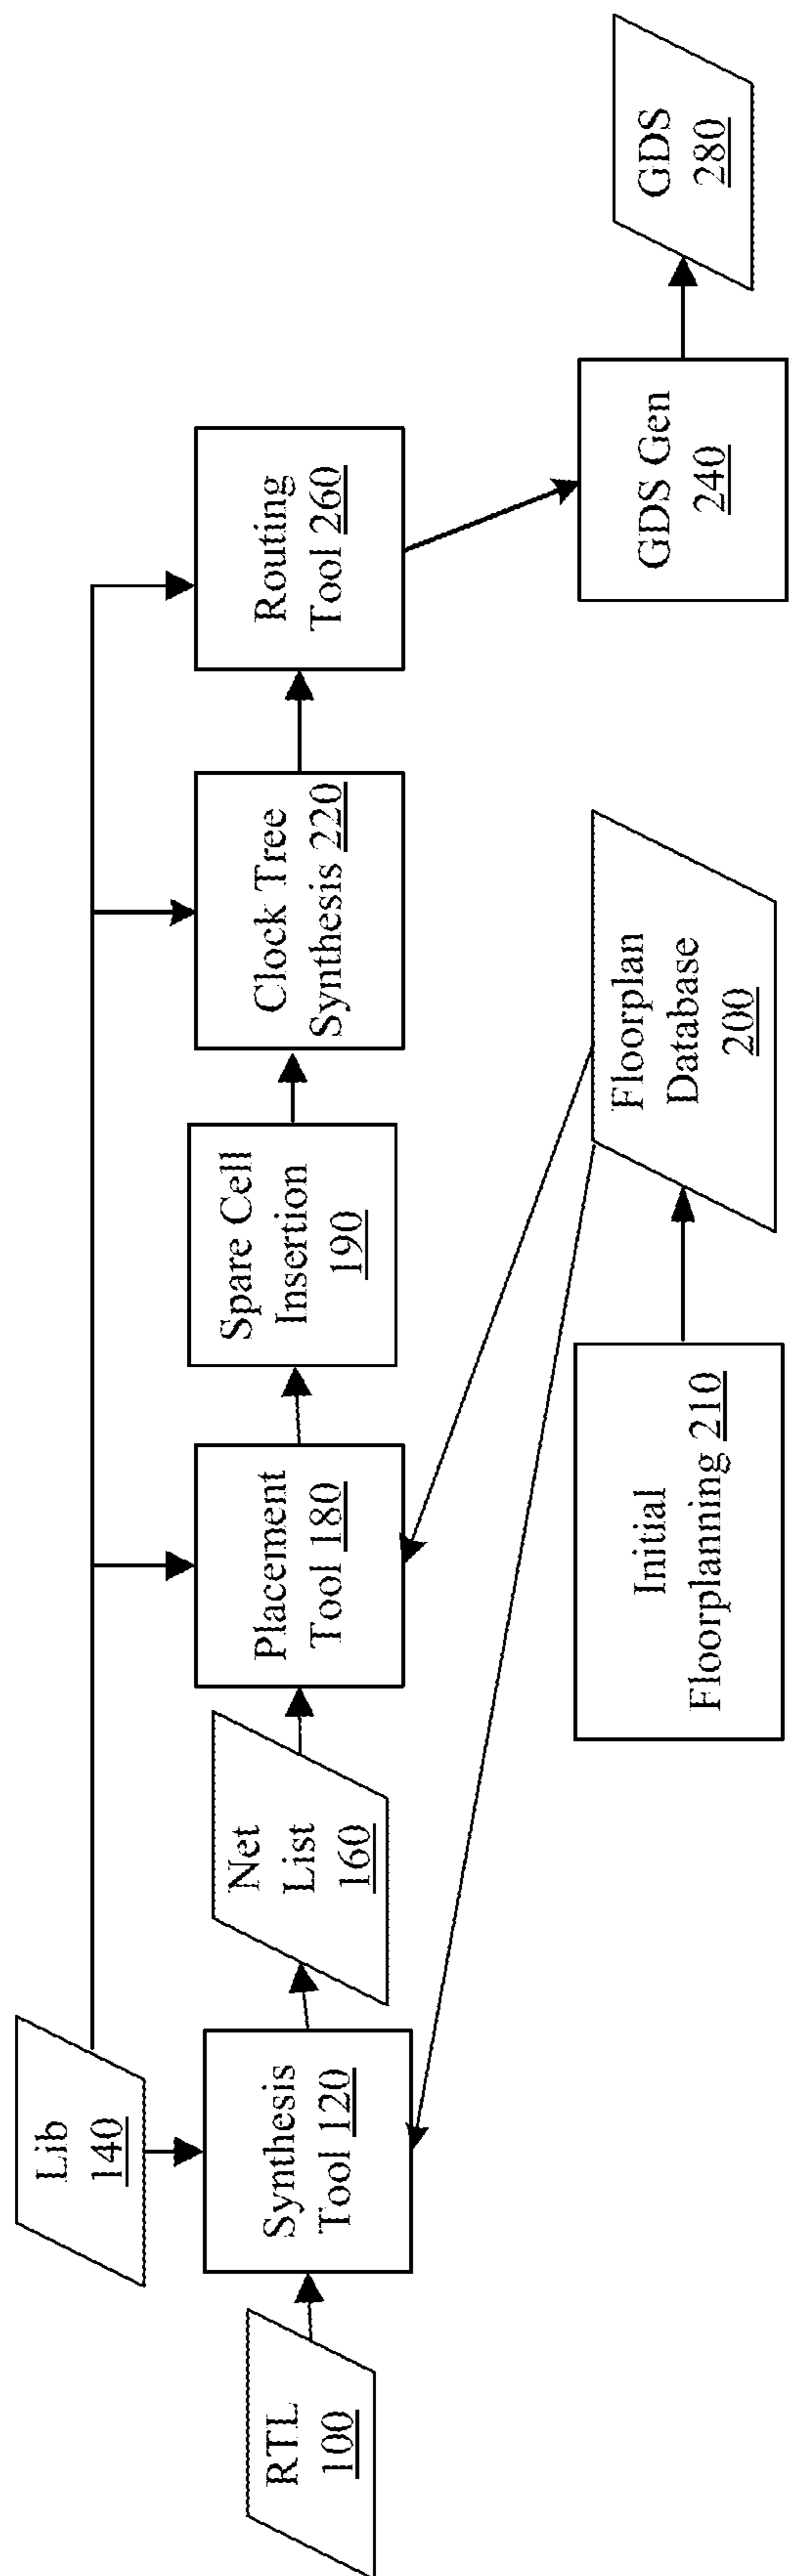 Lib
140
RTL
100
Synthesis
Tool 120
Net
List
160
Placement
Tool 180
Spare Cell
Insertion
190
Clock Tree
Synthesis 220
Routing
Tool 260
Initial
Floorplanning 210
Floorplan
Database
200
GDS Gen
240
GDS
280